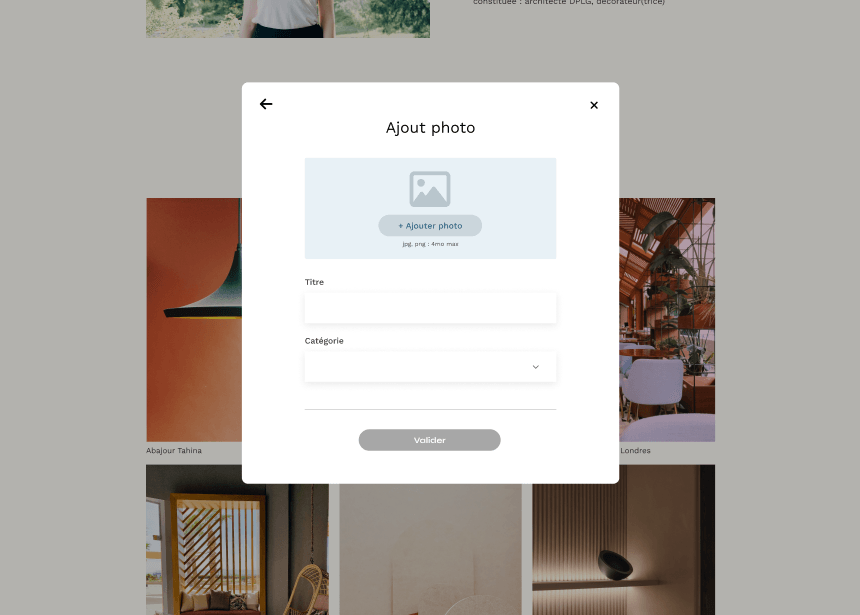 constituée : architecte DPLG, décorateur(trice)
Ajout photo
+ Ajouter photo
jpg, png : 4mo max
Titre
Catégorie
Valider
Abajour Tahina
Londres